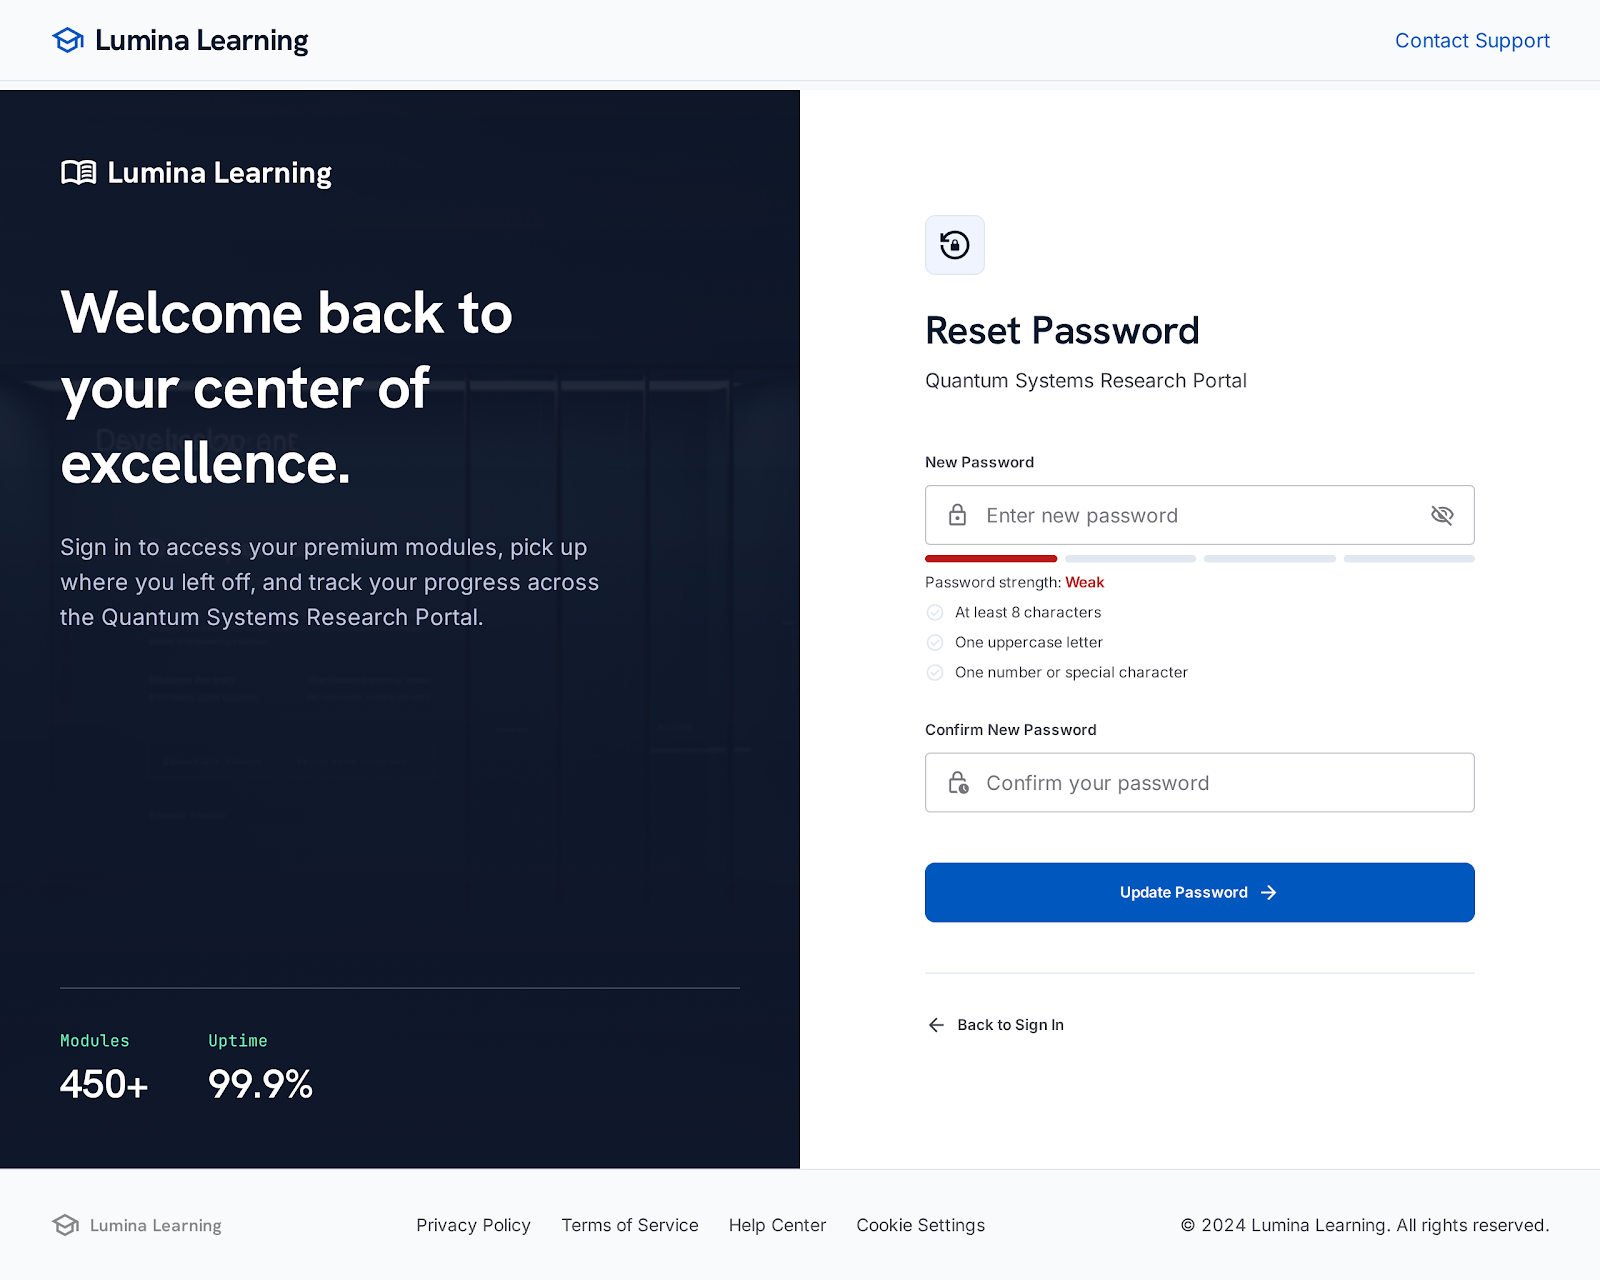 Lumina Learning
Contact Support
Lumina Learning
Welcome back to
your center of
excellence.
Sign in to access your premium modules, pick up
where you left off, and track your progress across
the Quantum Systems Research Portal.
Modules
450+
Uptime
99.9%
Reset Password
Quantum Systems Research Portal
New Password
Enter new password
Password strength: Weak
At least 8 characters
One uppercase letter
One number or special character
Confirm New Password
Confirm your password
Update Password
Back to Sign In
Lumina Learning
Privacy Policy
Terms of Service
Help Center
Cookie Settings
© 2024 Lumina Learning. All rights reserved.